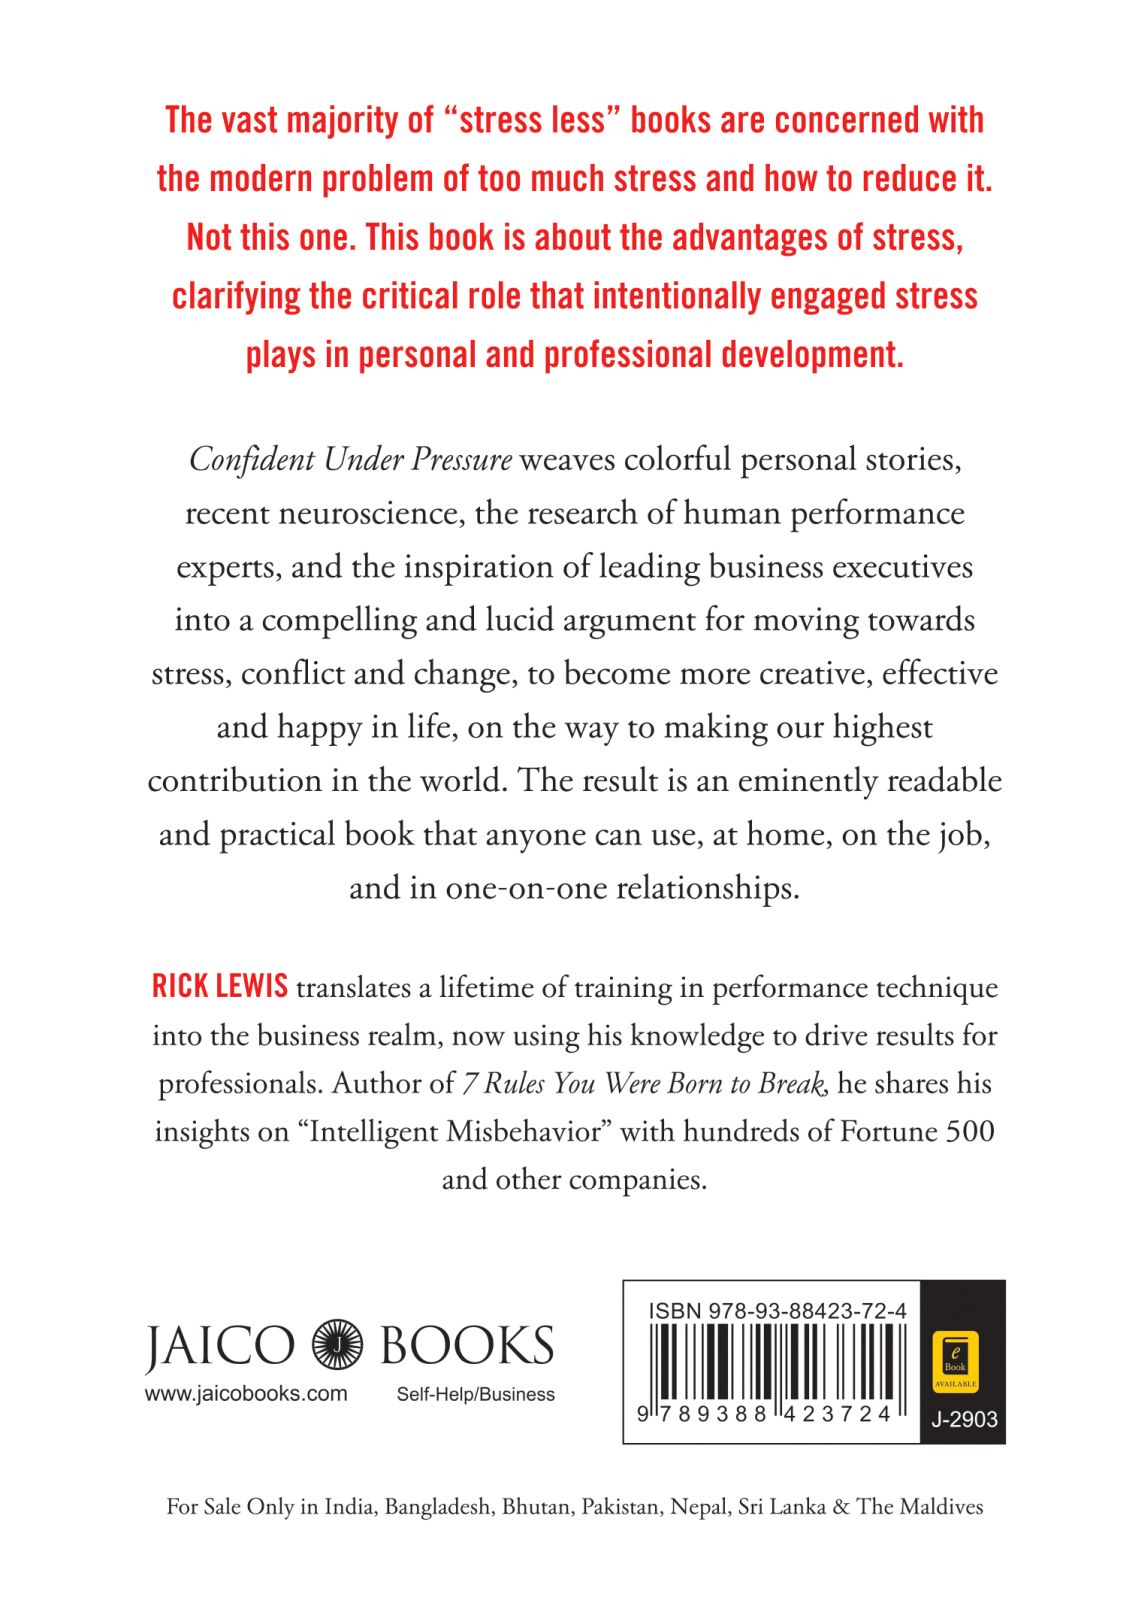 The vast majority of “stress less” books are concerned with
the modern problem of too much stress and how to reduce it.
Not this one. This book is about the advantages of stress,
clarifying the critical role that intentionally engaged stress
plays in personal and professional development.
Confident Under Pressure weaves colorful personal stories,
recent neuroscience, the research of human performance
experts, and the inspiration of leading business executives
into a compelling and lucid argument for moving towards
stress, conflict and change, to become more creative, effective
and happy in life, on the way to making our highest
contribution in the world. The result is an eminently readable
and practical book that anyone can use, at home, on the job,
and in one-on-one relationships.
RICK LEWIS translates a lifetime of training in performance technique
into the business realm, now using his knowledge to drive results for
professionals. Author of 7 Rules You Were Born to Break, he shares his
insights on “Intelligent Misbehavior” with hundreds of Fortune 500
and other companies.
JAICO J BOOKS
www.jaicobooks.com Self-Help/Business
ISBN 978-93-88423-72-4
9 789388 423724
e
Book
AVAILABLE
J-2903
For Sale Only in India, Bangladesh, Bhutan, Pakistan, Nepal, Sri Lanka & The Maldives